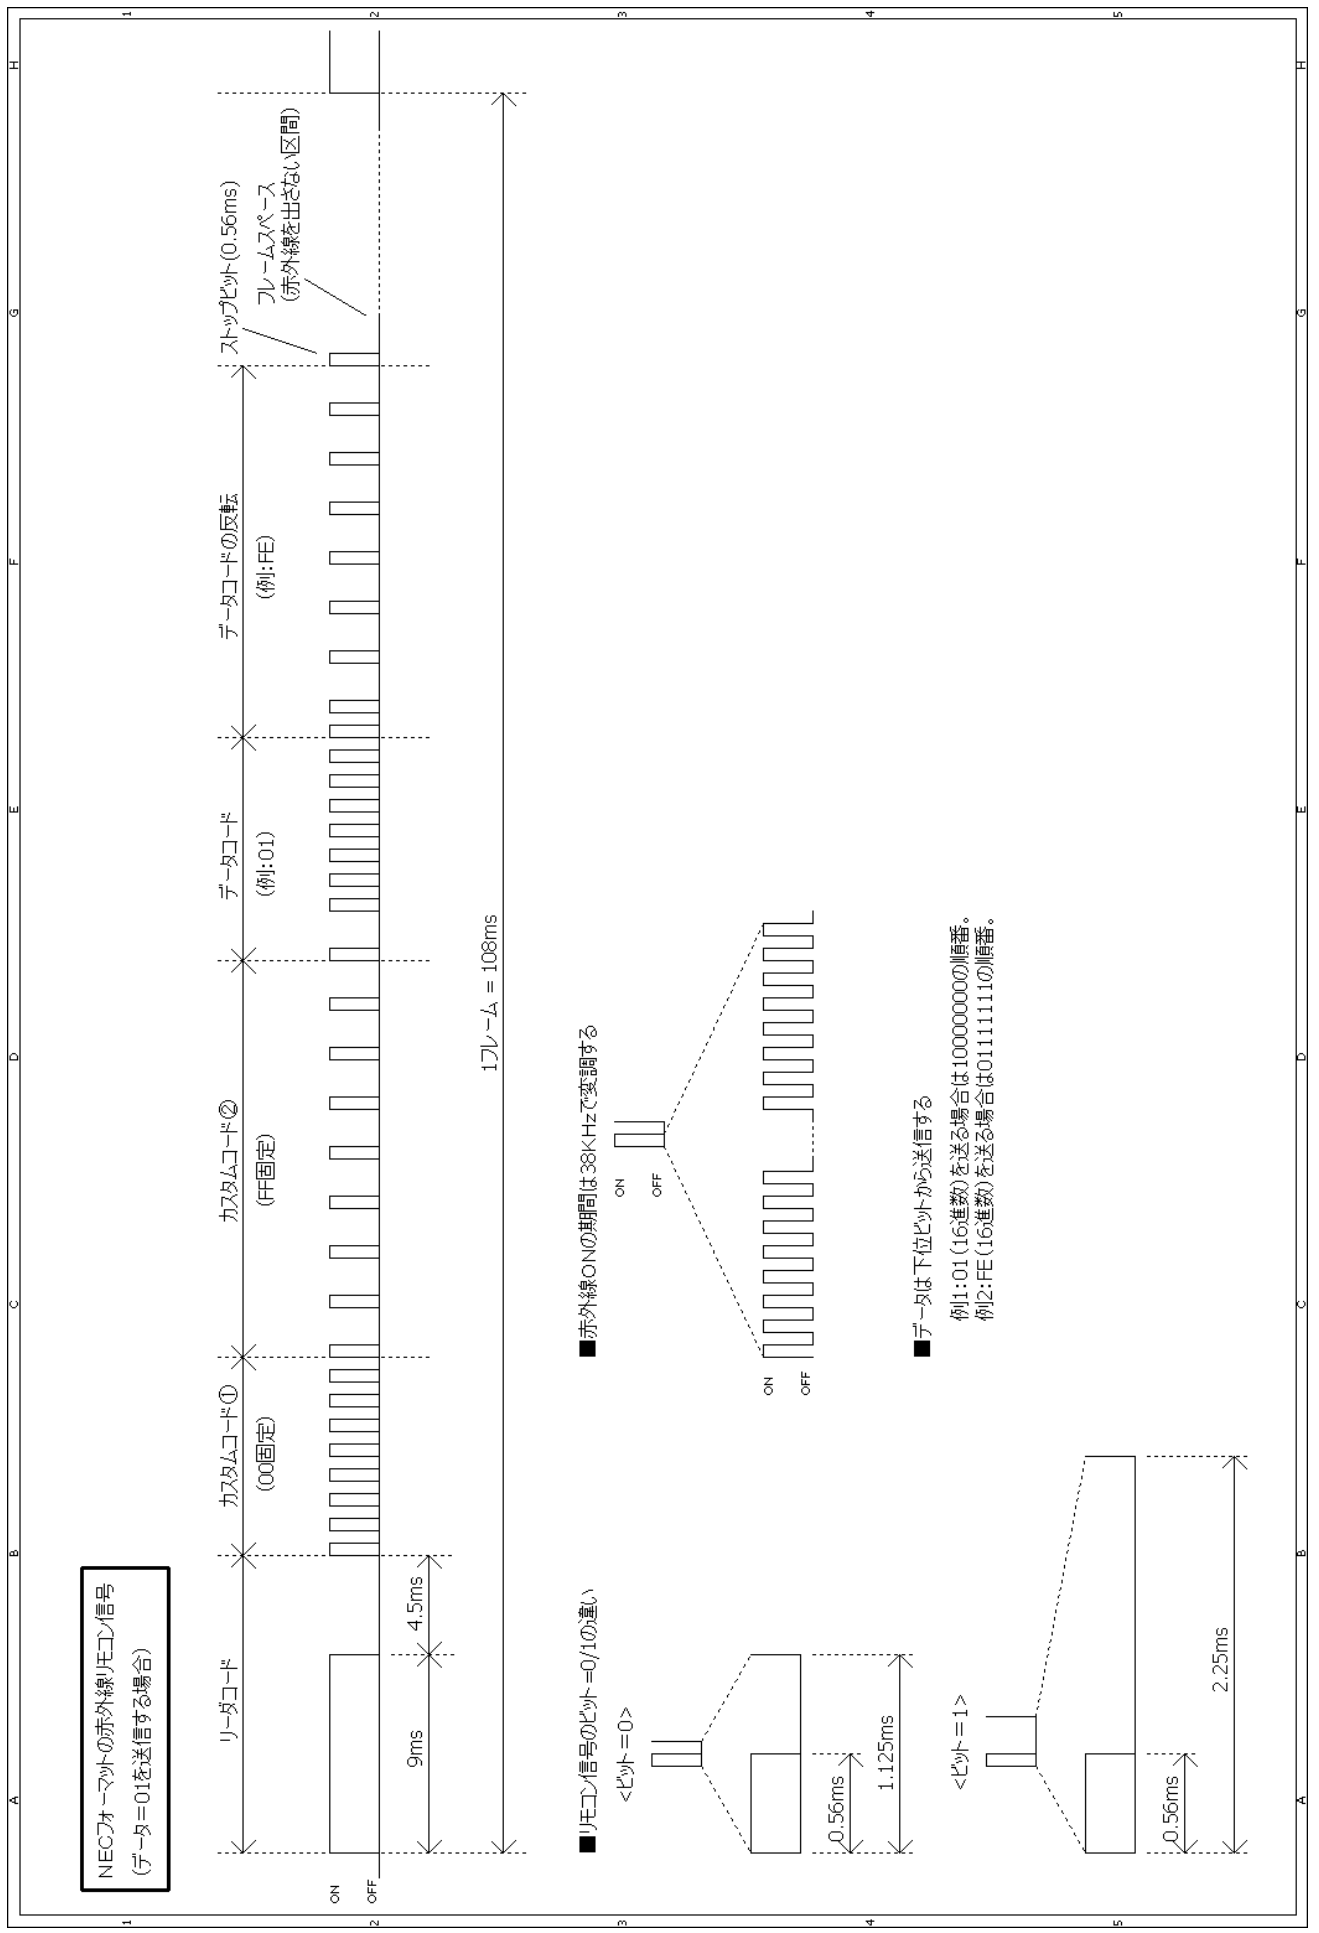 NECフォーマットの赤外線リモコン信号
(データ=01を送信する場合)
リーダコード
カスタムコード①
(00固定)
カスタムコード②
(FF固定)
データコード
(例:01)
データコードの反転
(例:FE)
ストップビット(0.56ms)
フレームスペース
(赤外線を出さない区間)
ON
OFF
9ms
4.5ms
1フレーム = 108ms
■リモコン信号のビット=0/1の違い
<ビット=0>
0.56ms
1.125ms
<ビット=1>
0.56ms
2.25ms
■赤外線ONの期間は38KHzで変調する
ON
OFF
ON
OFF
■データは下位ビットから送信する
例1:01(16進数)を送る場合は10000000の順番。
例2:FE(16進数)を送る場合は01111111の順番。
A
B
C
D
E
F
G
H
A
B
C
D
E
F
G
H
1
2
3
4
5
1
2
3
4
5